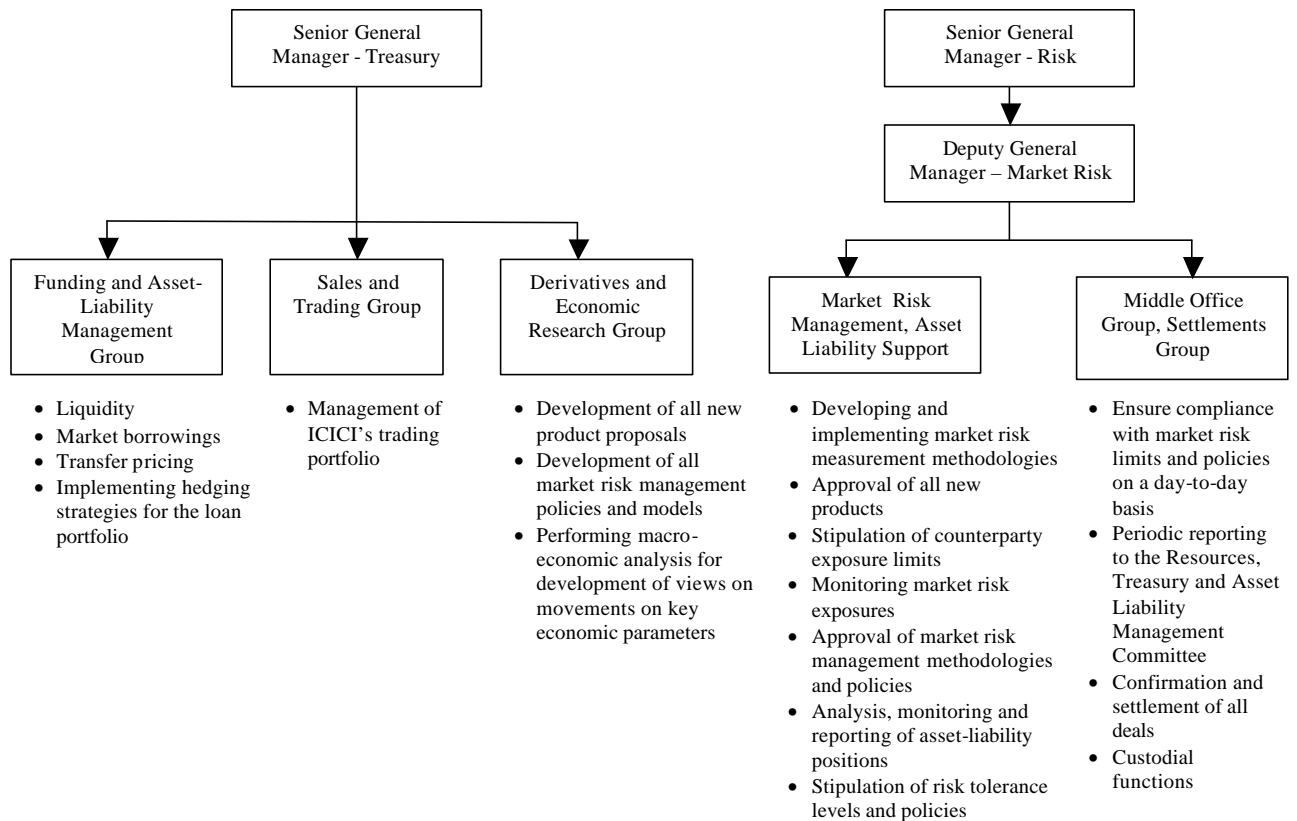 Senior General
Manager - Treasury
Senior General
Manager - Risk
Deputy General
Manager – Market Risk
Funding and Asset-
Liability
Management
Group
Sales and
Trading Group
Derivatives and
Economic
Research Group
Market Risk
Management, Asset
Liability Support
Middle Office
Group, Settlements
Group
• Liquidity
• Market borrowings
• Transfer pricing
• Implementing hedging
strategies for the loan
portfolio
• Management of
ICICI’s trading
portfolio
• Development of all new
product proposals
• Development of all
market risk management
policies and models
• Performing macro-
economic analysis for
development of views on
movements on key
economic parameters
• Developing and
implementing market risk
measurement methodologies
• Approval of all new
products
• Stipulation of counterparty
exposure limits
• Monitoring market risk
exposures
• Approval of market risk
management methodologies
and policies
• Analysis, monitoring and
reporting of asset-liability
positions
• Stipulation of risk tolerance
levels and policies
• Ensure compliance
with market risk
limits and policies
on a day-to-day
basis
• Periodic reporting
to the Resources,
Treasury and Asset
Liability
Management
Committee
• Confirmation and
settlement of all
deals
• Custodial
functions